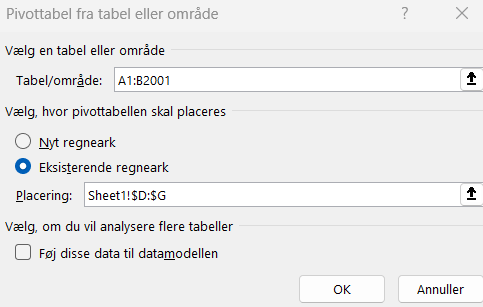 Pivottabel fra tabel eller område ?
Vælg en tabel eller område
Tabel/område: A1:B2001
Vælg, hvor pivottabellen skal placeres
Nyt regneark
Eksisterende regneark
Placering: Sheet1!$D:$G
Vælg, om du vil analysere flere tabeller
Føj disse data til datamodellen
OK Annuller